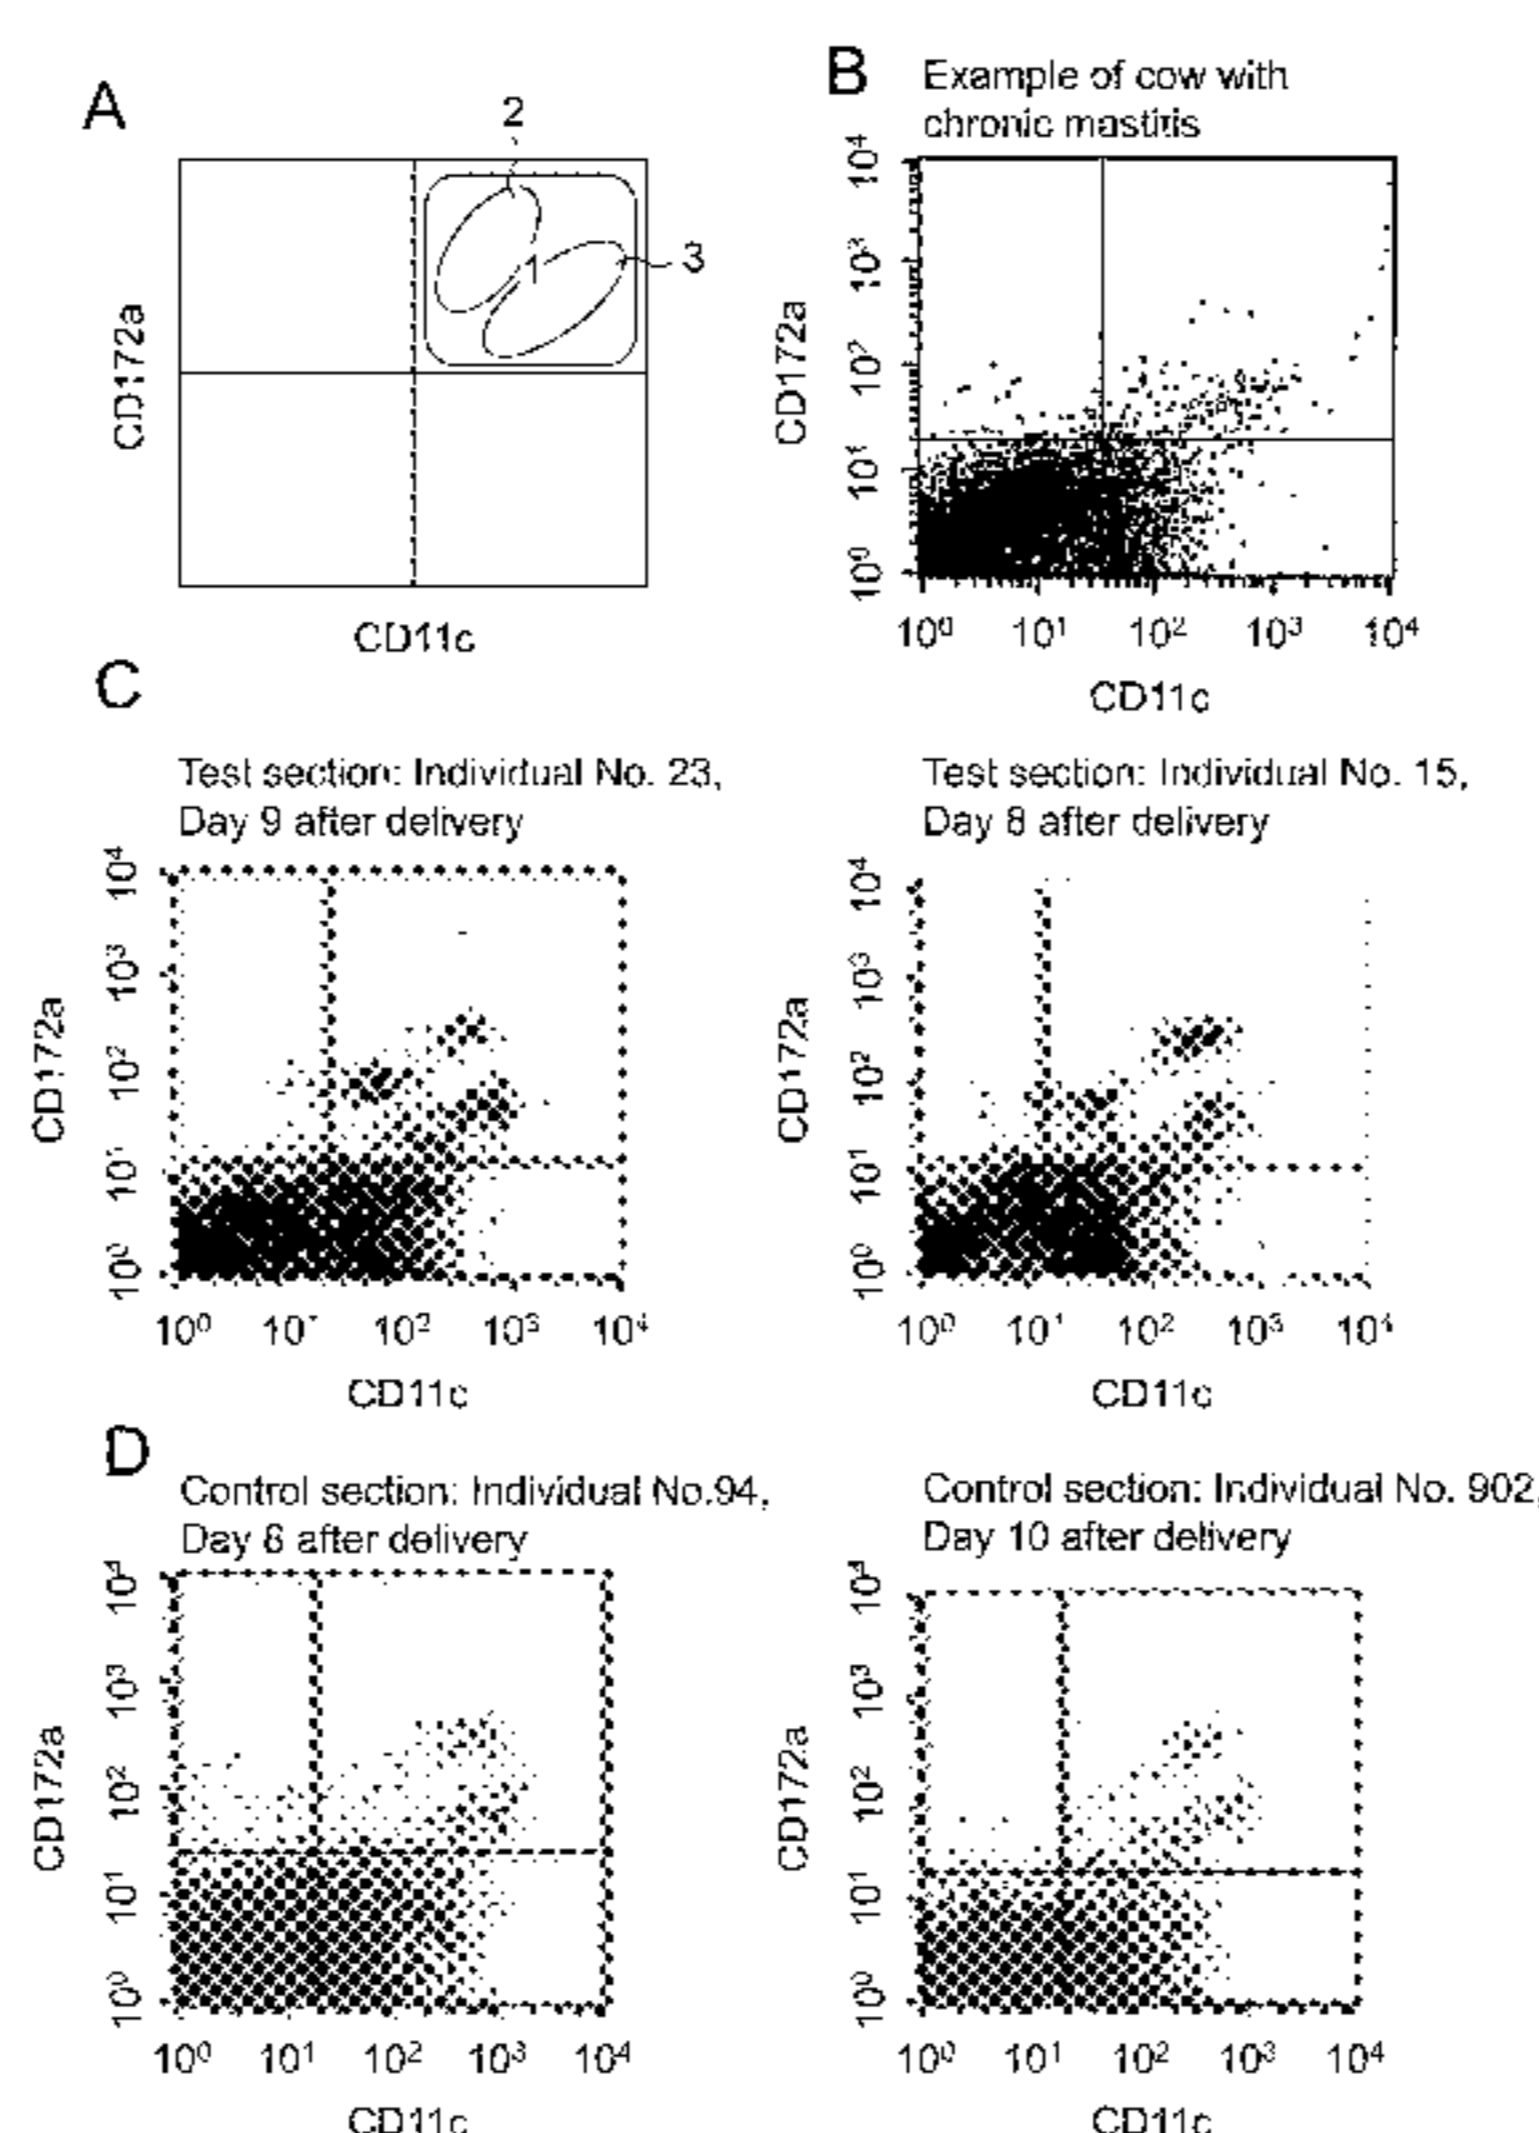 A
2
1
3
CD172a
CD11c
B
Example of cow with
chronic mastitis
10⁴
10³
10²
10¹
10⁰
CD172a
10⁰ 10¹ 10² 10³ 10⁴
CD11c
C
Test section: Individual No. 23,
Day 9 after delivery
10⁴
10³
10²
10¹
10⁰
CD172a
10⁰ 10¹ 10² 10³ 10⁴
CD11c
Test section: Individual No. 15,
Day 8 after delivery
10⁴
10³
10²
10¹
10⁰
CD172a
10⁰ 10¹ 10² 10³ 10⁴
CD11c
D
Control section: Individual No.94,
Day 8 after delivery
10⁴
10³
10²
10¹
10⁰
CD172a
10⁰ 10¹ 10² 10³ 10⁴
CD11c
Control section: Individual No. 902,
Day 10 after delivery
10⁴
10³
10²
10¹
10⁰
CD172a
10⁰ 10¹ 10² 10³ 10⁴
CD11c